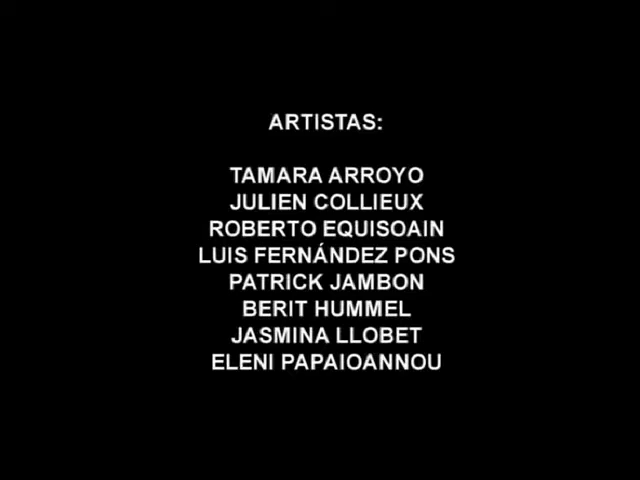 ARTISTAS:
TAMARA ARROYO
JULIEN COLLIEUX
ROBERTO EQUISOAIN
LUIS FERNÁNDEZ PONS
PATRICK JAMBON
BERIT HUMMEL
JASMINA LLOBET
ELENI PAPAIOANNOU